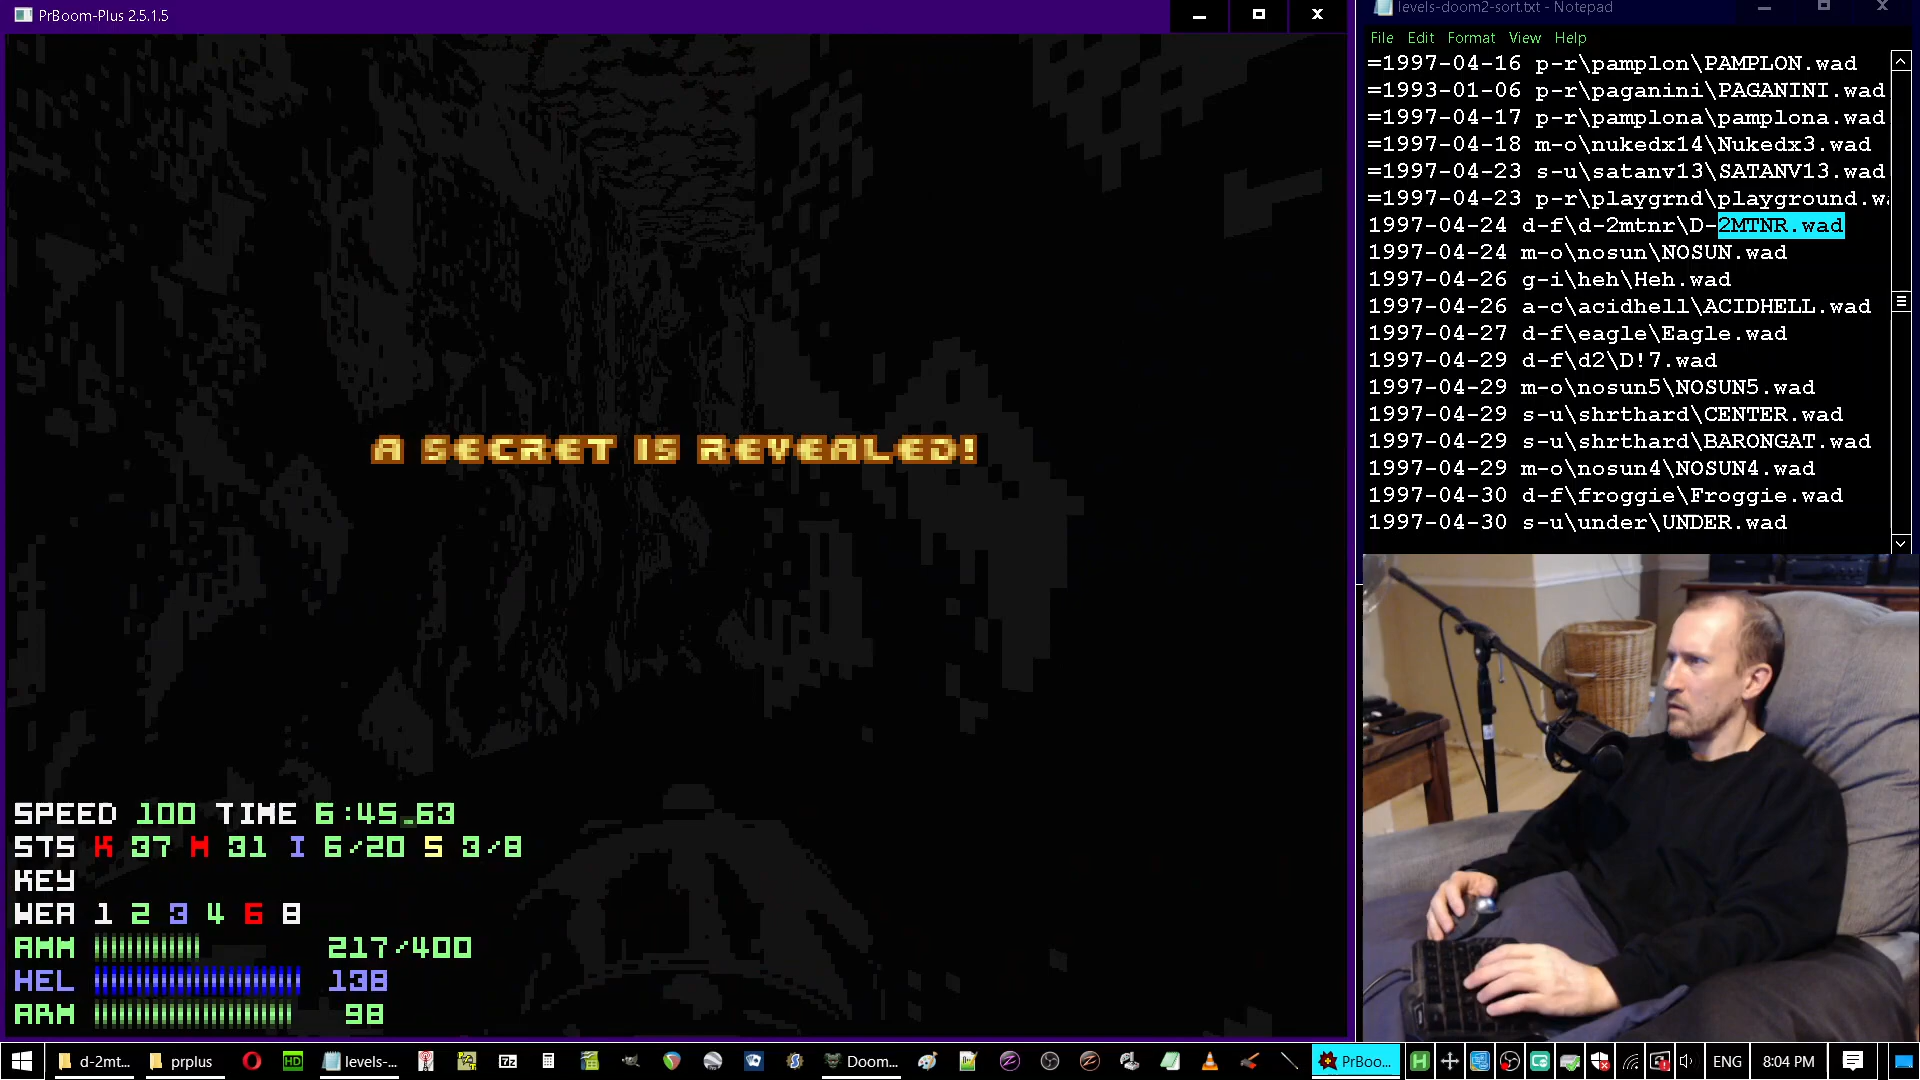 PrBoom-Plus 2.5.1.5
levels-doom2-sort.txt - Notepad
File Edit Format View Help
=1997-04-16 p-r\pamplon\PAMPLON.wad
=1993-01-06 p-r\paganini\PAGANINI.wad
=1997-04-17 p-r\pamplona\pamplona.wad
=1997-04-18 m-o\nukedx14\Nukedx3.wad
=1997-04-23 s-u\satanv13\SATANV13.wad
=1997-04-23 p-r\playgrnd\playground.wa
1997-04-24 d-f\d-2mtnr\D-2MTNR.wad
1997-04-24 m-o\nosun\NOSUN.wad
1997-04-26 g-i\heh\Heh.wad
1997-04-26 a-c\acidhell\ACIDHELL.wad
1997-04-27 d-f\eagle\Eagle.wad
1997-04-29 d-f\d2\D!7.wad
1997-04-29 m-o\nosun5\NOSUN5.wad
1997-04-29 s-u\shrthard\CENTER.wad
1997-04-29 s-u\shrthard\BARONGAT.wad
1997-04-29 m-o\nosun4\NOSUN4.wad
1997-04-30 d-f\froggie\Froggie.wad
1997-04-30 s-u\under\UNDER.wad
A SECRET IS REVEALED!
SPEED 100 TIME 6:45.63
STS K 37 M 31 I 6/20 S 3/8
KEY
WEA 1 2 3 4 6 8
AMM 217/400
HEL 138
ARM 98
d-2mt... prplus HD levels-... 7z Doom... PrBoo... ENG 8:04 PM